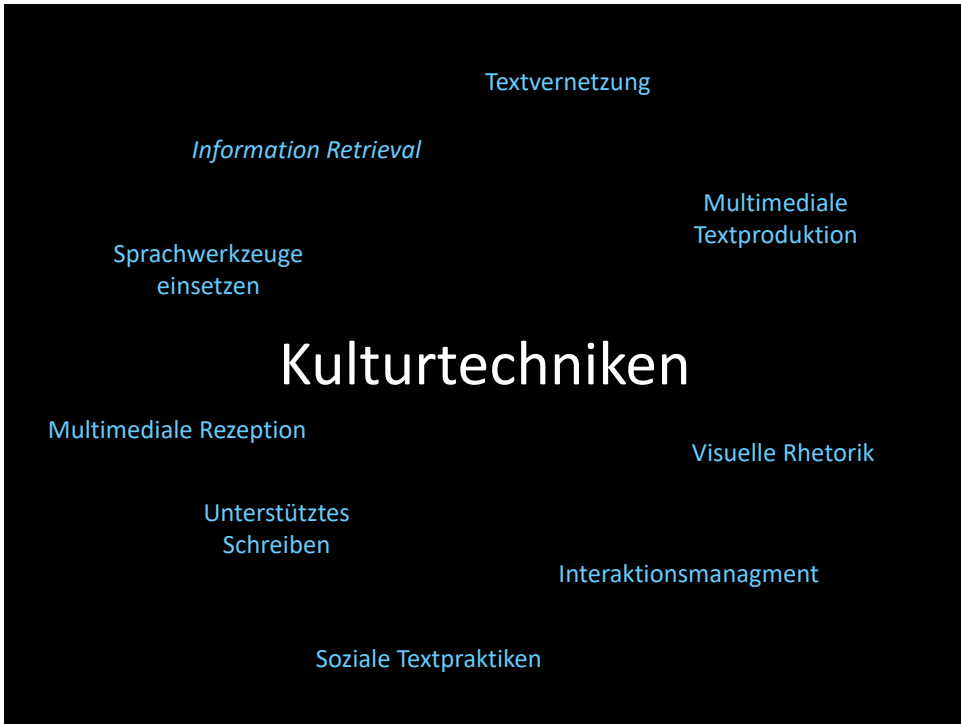 Textvernetzung
Information Retrieval
Multimediale
Textproduktion
Sprachwerkzeuge
einsetzen
Kulturtechniken
Multimediale Rezeption
Visuelle Rhetorik
Unterstütztes
Schreiben
Interaktionsmanagment
Soziale Textpraktiken